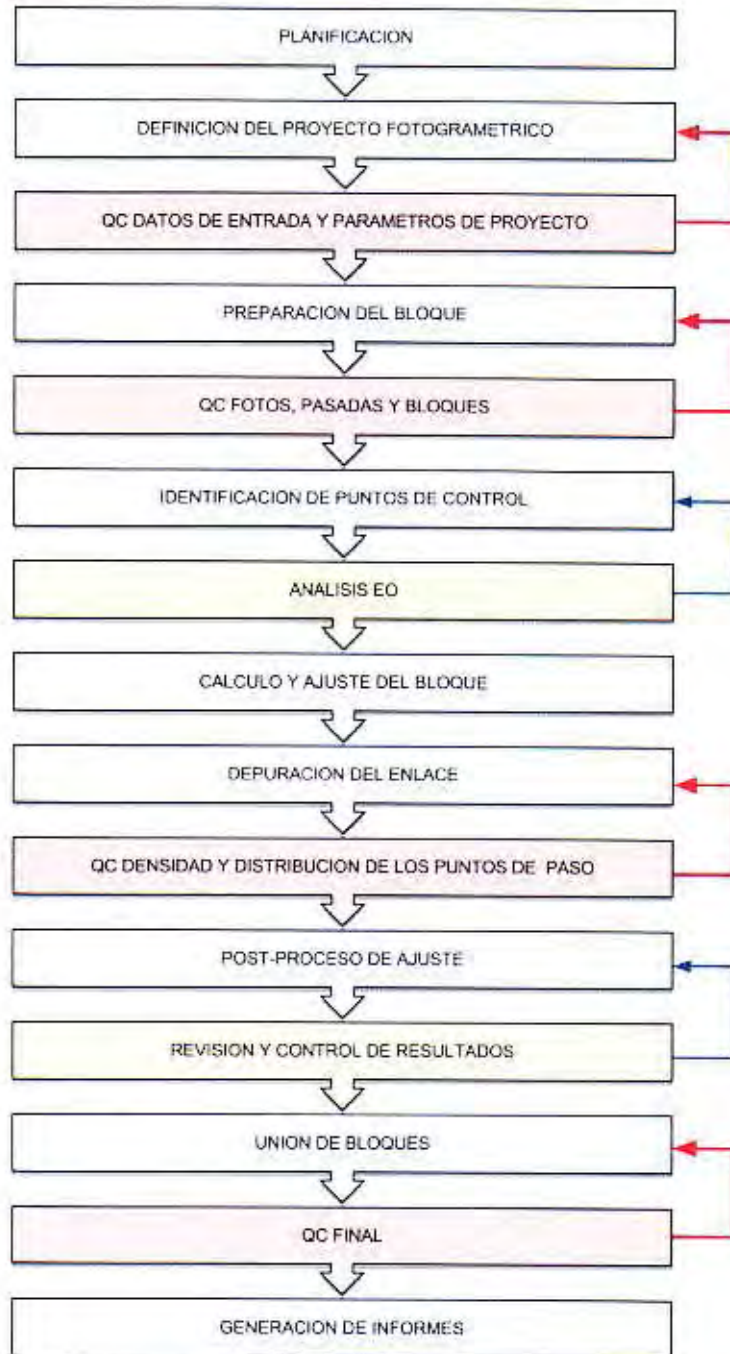 PLANIFICACION
DEFINICION DEL PROYECTO FOTOGRAMETRICO
QC DATOS DE ENTRADA Y PARAMETROS DE PROYECTO
PREPARACION DEL BLOQUE
QC FOTOS, PASADAS Y BLOQUES
IDENTIFICACION DE PUNTOS DE CONTROL
ANALISIS EO
CALCULO Y AJUSTE DEL BLOQUE
DEPURACION DEL ENLACE
QC DENSIDAD Y DISTRIBUCION DE LOS PUNTOS DE PASO
POST-PROCESO DE AJUSTE
REVISION Y CONTROL DE RESULTADOS
UNION DE BLOQUES
QC FINAL
GENERACION DE INFORMES